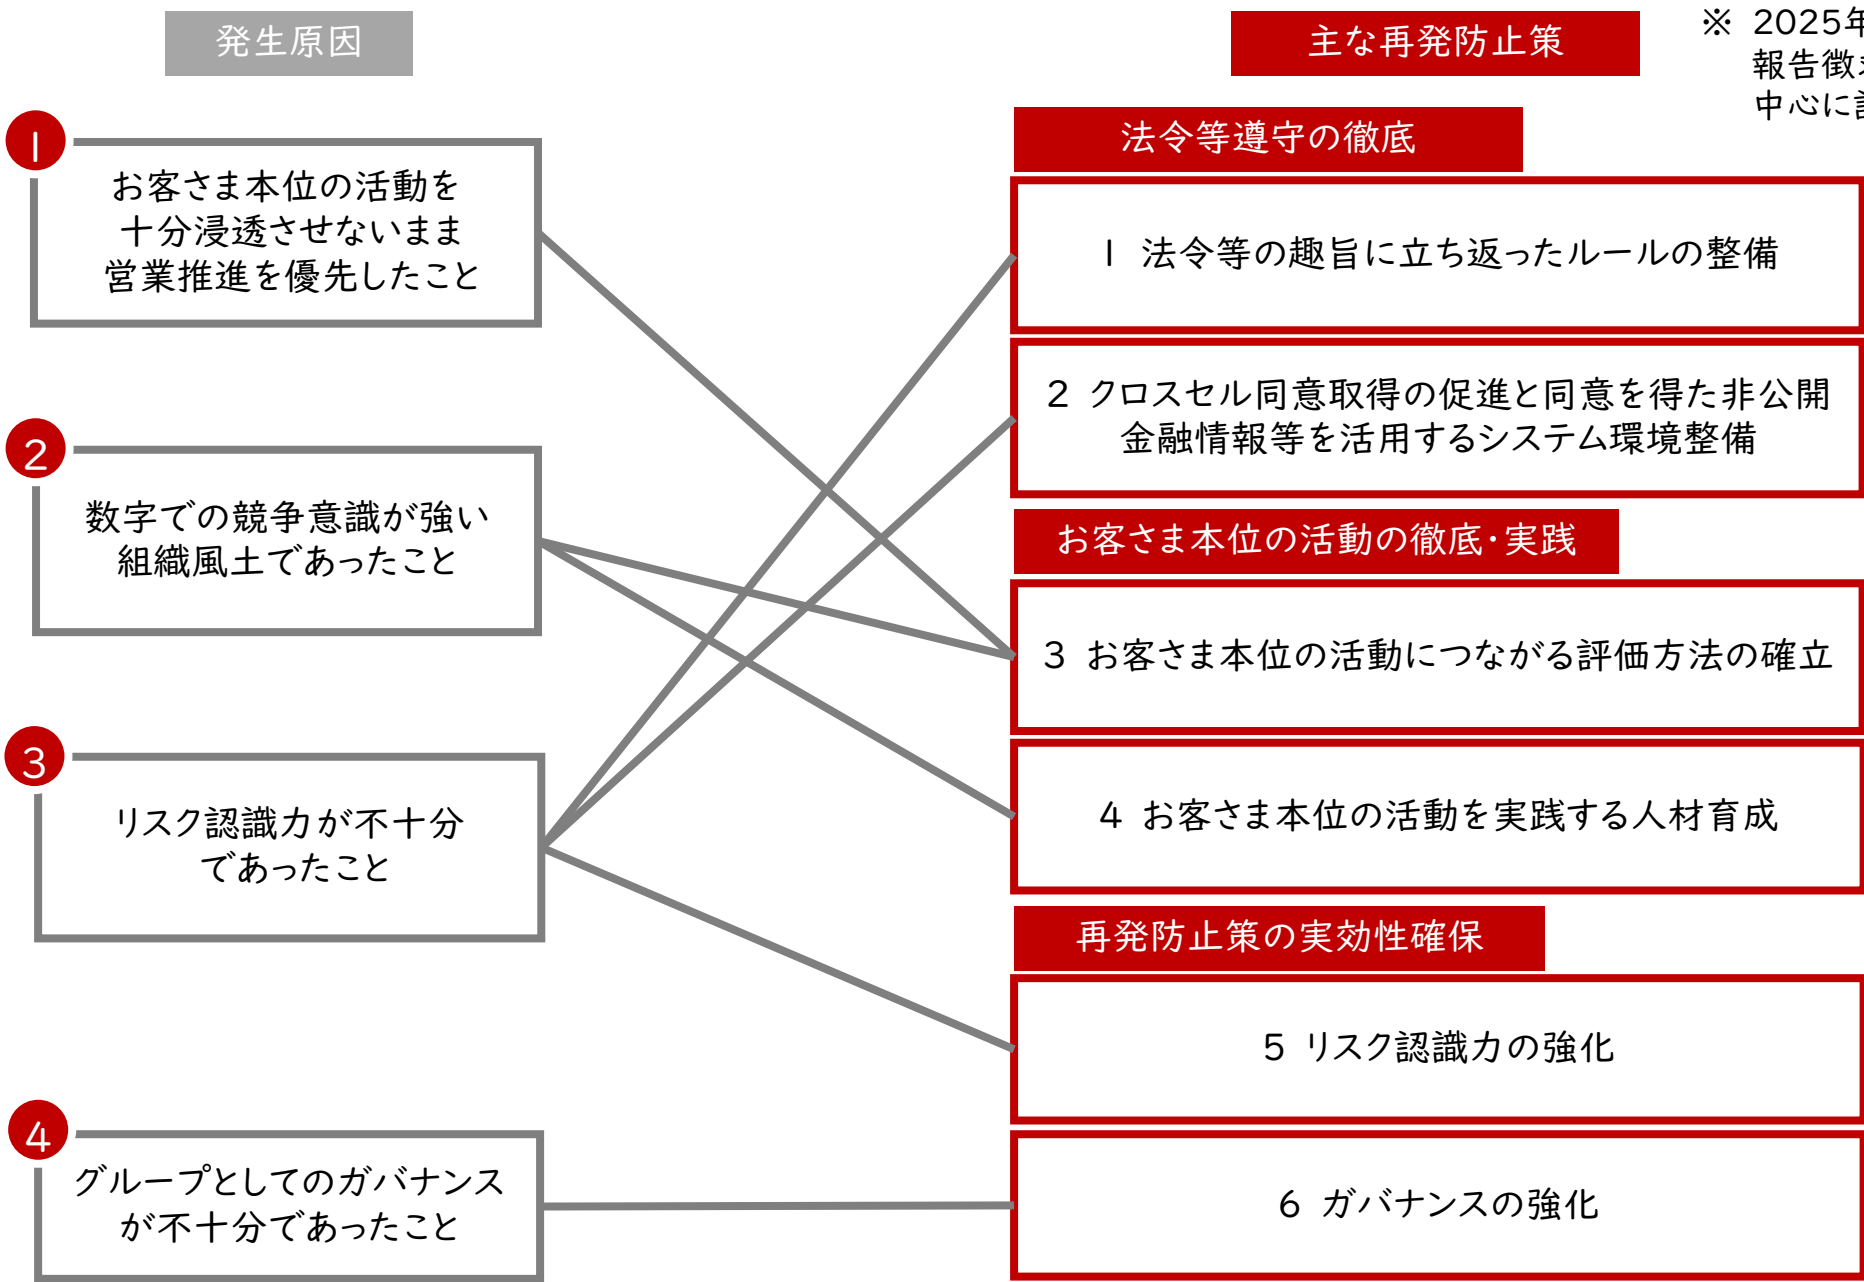 発生原因
1
お客さま本位の活動を
十分浸透させないまま
営業推進を優先したこと
2
数字での競争意識が強い
組織風土であったこと
3
リスク認識力が不十分
であったこと
4
グループとしてのガバナンス
が不十分であったこと
主な再発防止策
※ 2025年
報告徴
中心に
法令等遵守の徹底
1 法令等の趣旨に立ち返ったルールの整備
2 クロスセル同意取得の促進と同意を得た非公開
金融情報等を活用するシステム環境整備
お客さま本位の活動の徹底・実践
3 お客さま本位の活動につながる評価方法の確立
4 お客さま本位の活動を実践する人材育成
再発防止策の実効性確保
5 リスク認識力の強化
6 ガバナンスの強化